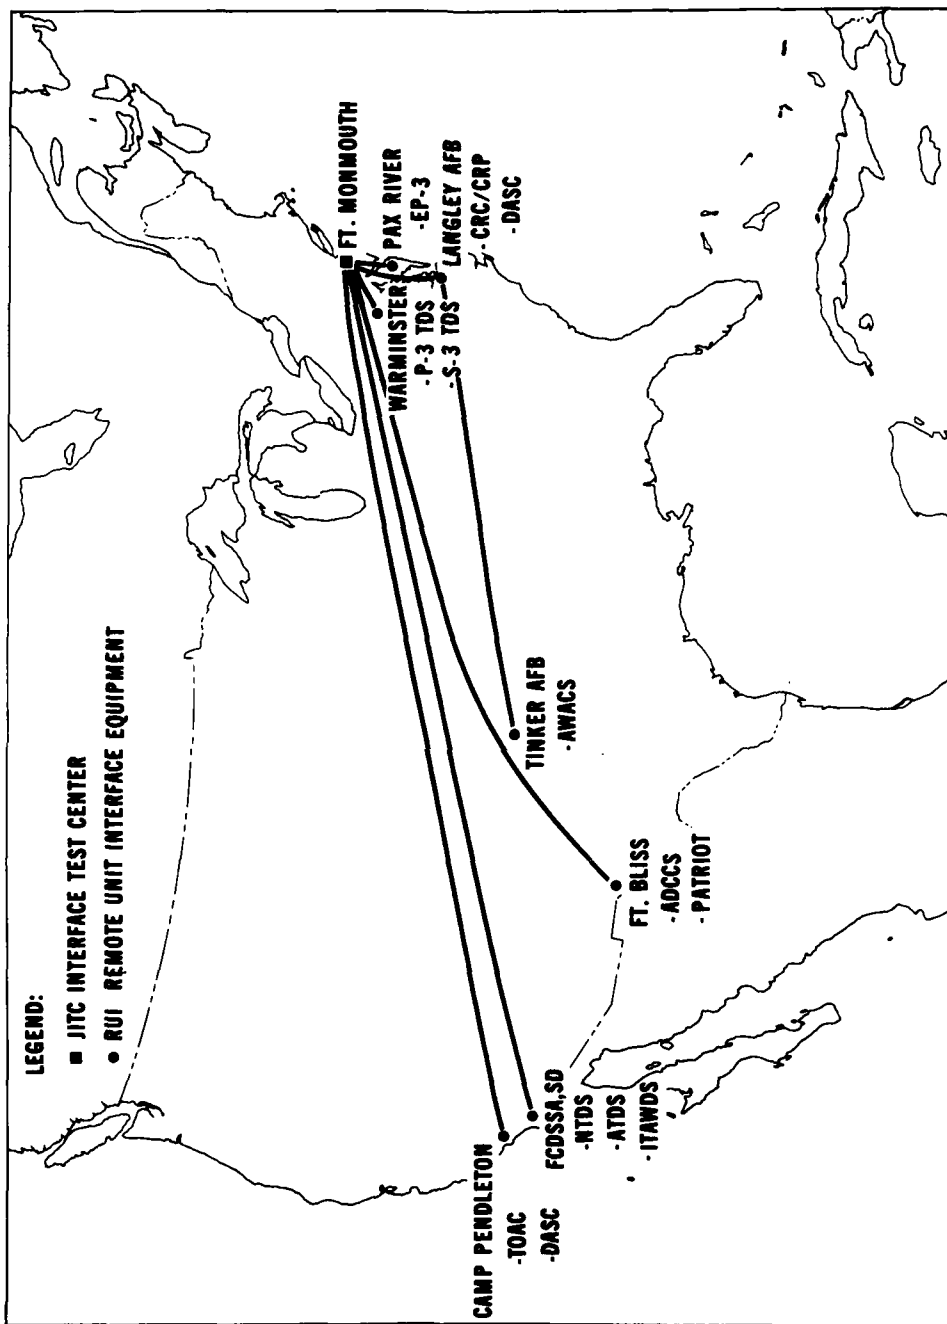 LEGEND:
■ JITC INTERFACE TEST CENTER
● RUI REMOTE UNIT INTERFACE EQUIPMENT
CAMP PENDLETON
-TOAC
-DASC
FCDSSA,SD
-NTDS
-ATDS
-ITAWDS
FT. BLISS
-ADCCS
-PATRIOT
TINKER AFB
-AWACS
WARMINSTER
-P-3 TDS
-S-3 TDS
FT. MONMOUTH
PAX RIVER
-EP-3
LANGLEY AFB
-CRC/CRP
-DASC